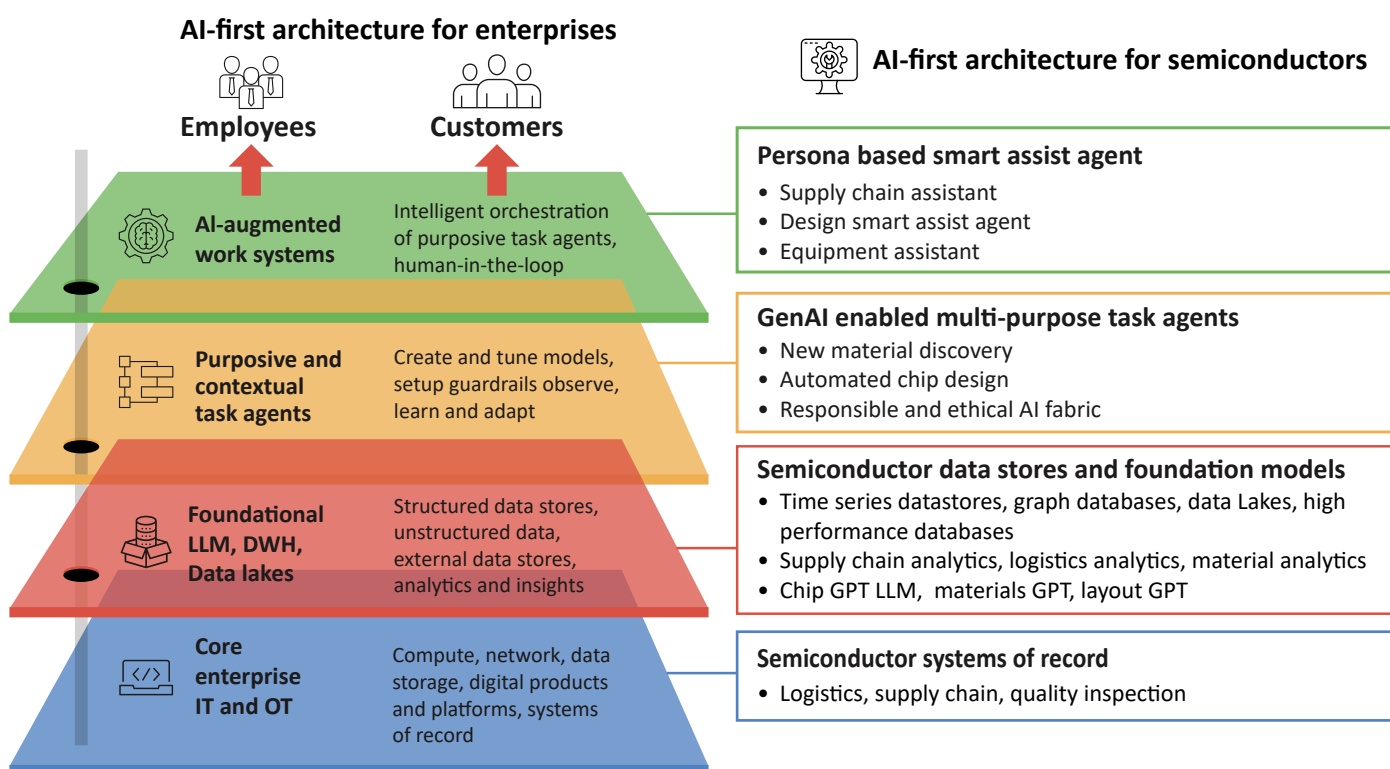 AI-first architecture for enterprises
Employees
Customers
AI-augmented
work systems
Intelligent orchestration
of purposive task agents,
human-in-the-loop
Purposive and
contextual
task agents
Create and tune models,
setup guardrails observe,
learn and adapt
Foundational
LLM, DWH,
Data lakes
Structured data stores,
unstructured data,
external data stores,
analytics and insights
Core
enterprise
IT and OT
Compute, network, data
storage, digital products
and platforms, systems
of record
AI-first architecture for semiconductors
Persona based smart assist agent
• Supply chain assistant
• Design smart assist agent
• Equipment assistant
GenAI enabled multi-purpose task agents
• New material discovery
• Automated chip design
• Responsible and ethical AI fabric
Semiconductor data stores and foundation models
• Time series datastores, graph databases, data Lakes, high
performance databases
• Supply chain analytics, logistics analytics, material analytics
• Chip GPT LLM, materials GPT, layout GPT
Semiconductor systems of record
• Logistics, supply chain, quality inspection